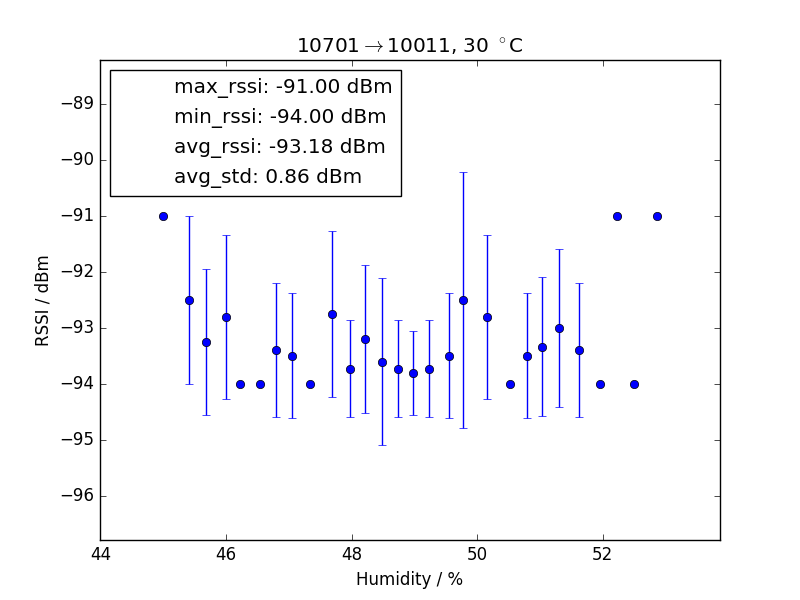 10701→10011, 30 °C
max_rssi: -91.00 dBm
min_rssi: -94.00 dBm
avg_rssi: -93.18 dBm
avg_std: 0.86 dBm
−89
−90
−91
−92
−93
−94
−95
−96
RSSI / dBm
44 46 48 50 52
Humidity / %